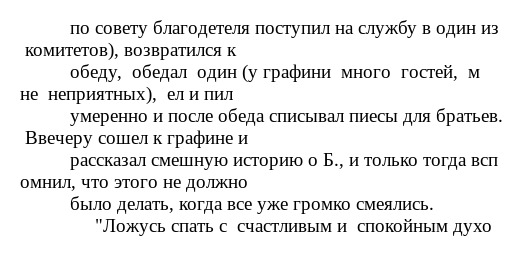 по совету благодетеля поступил на службу в один из
комитетов), возвратился к
обеду, обедал один (у графини много гостей, м
не неприятных), ел и пил
умеренно и после обеда списывал пиесы для братьев.
Ввечеру сошел к графине и
рассказал смешную историю о Б., и только тогда всп
омнил, что этого не должно
было делать, когда все уже громко смеялись.
"Ложусь спать с счастливым и спокойным духо